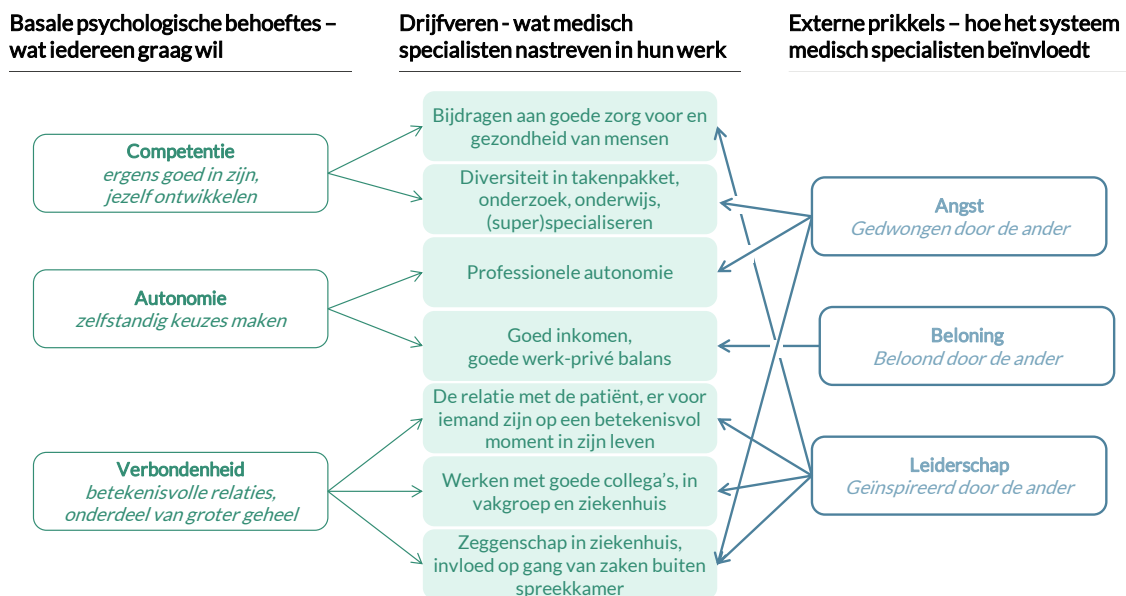 Basale psychologische behoeftes –
wat iedereen graag wil
Drijfveren - wat medisch
specialisten nastreven in hun werk
Externe prikkels – hoe het systeem
medisch specialisten beïnvloedt
Competentie
ergens goed in zijn,
jezelf ontwikkelen
Autonomie
zelfstandig keuzes maken
Verbondenheid
betekenisvolle relaties,
onderdeel van groter geheel
Bijdragen aan goede zorg voor en
gezondheid van mensen
Diversiteit in takenpakket,
onderzoek, onderwijs,
(super)specialiseren
Professionele autonomie
Goed inkomen,
goede werk-privé balans
De relatie met de patiënt, er voor
iemand zijn op een betekenisvol
moment in zijn leven
Werken met goede collega's, in
vakgroep en ziekenhuis
Zeggenschap in ziekenhuis,
invloed op gang van zaken buiten
spreekkamer
Angst
Gedwongen door de ander
Beloning
Beloond door de ander
Leiderschap
Geïnspireerd door de ander